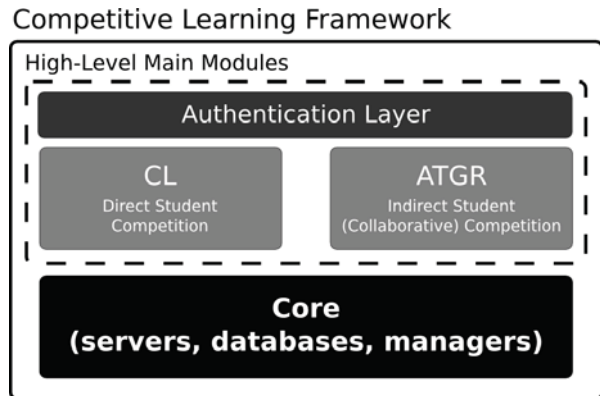 Competitive Learning Framework
High-Level Main Modules
Authentication Layer
CL
Direct Student
Competition
ATGR
Indirect Student
(Collaborative) Competition
Core
(servers, databases, managers)